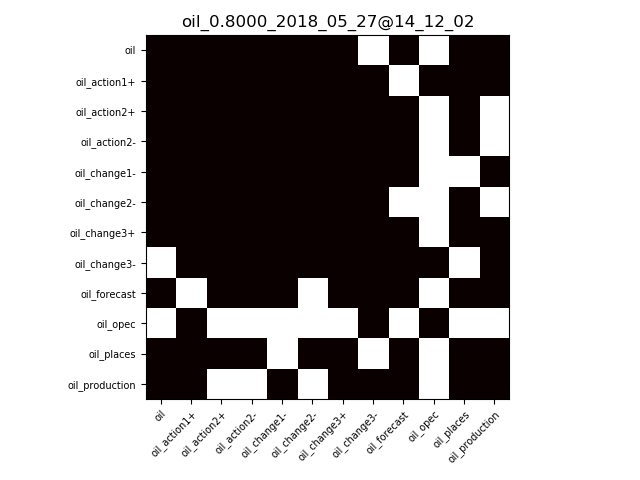 oil_0.8000_2018_05_27@14_12_02
oil
oil_action1+
oil_action2+
oil_action2-
oil_change1-
oil_change2-
oil_change3+
oil_change3-
oil_forecast
oil_opec
oil_places
oil_production
oil
oil_action1+
oil_action2+
oil_action2-
oil_change1-
oil_change2-
oil_change3+
oil_change3-
oil_forecast
oil_opec
oil_places
oil_production